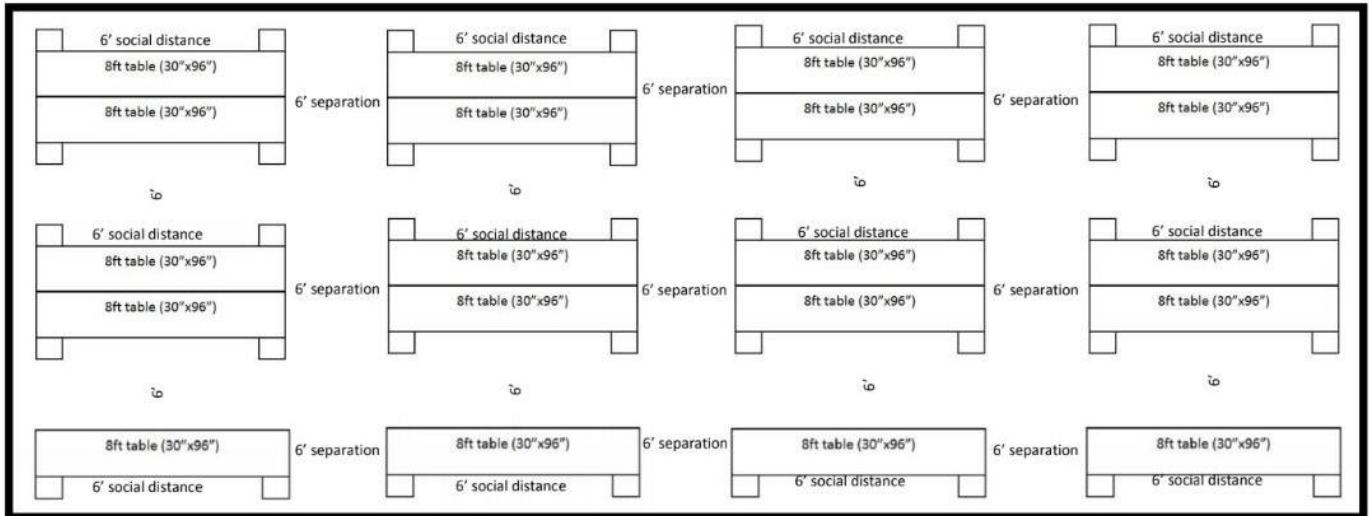 6’ social distance
6’ social distance
6’ social distance
6’ social distance
8ft table (30”x96”)
8ft table (30”x96”)
8ft table (30”x96”)
8ft table (30”x96”)
6’ separation
6’ separation
6’ separation
8ft table (30”x96”)
8ft table (30”x96”)
8ft table (30”x96”)
8ft table (30”x96”)
6’
6’
6’
6’
6’ social distance
6’ social distance
6’ social distance
6’ social distance
8ft table (30”x96”)
8ft table (30”x96”)
8ft table (30”x96”)
8ft table (30”x96”)
6’ separation
6’ separation
6’ separation
8ft table (30”x96”)
8ft table (30”x96”)
8ft table (30”x96”)
8ft table (30”x96”)
6’
6’
6’
6’
8ft table (30”x96”)
6’ separation
8ft table (30”x96”)
6’ separation
8ft table (30”x96”)
6’ separation
8ft table (30”x96”)
6’ social distance
6’ social distance
6’ social distance
6’ social distance